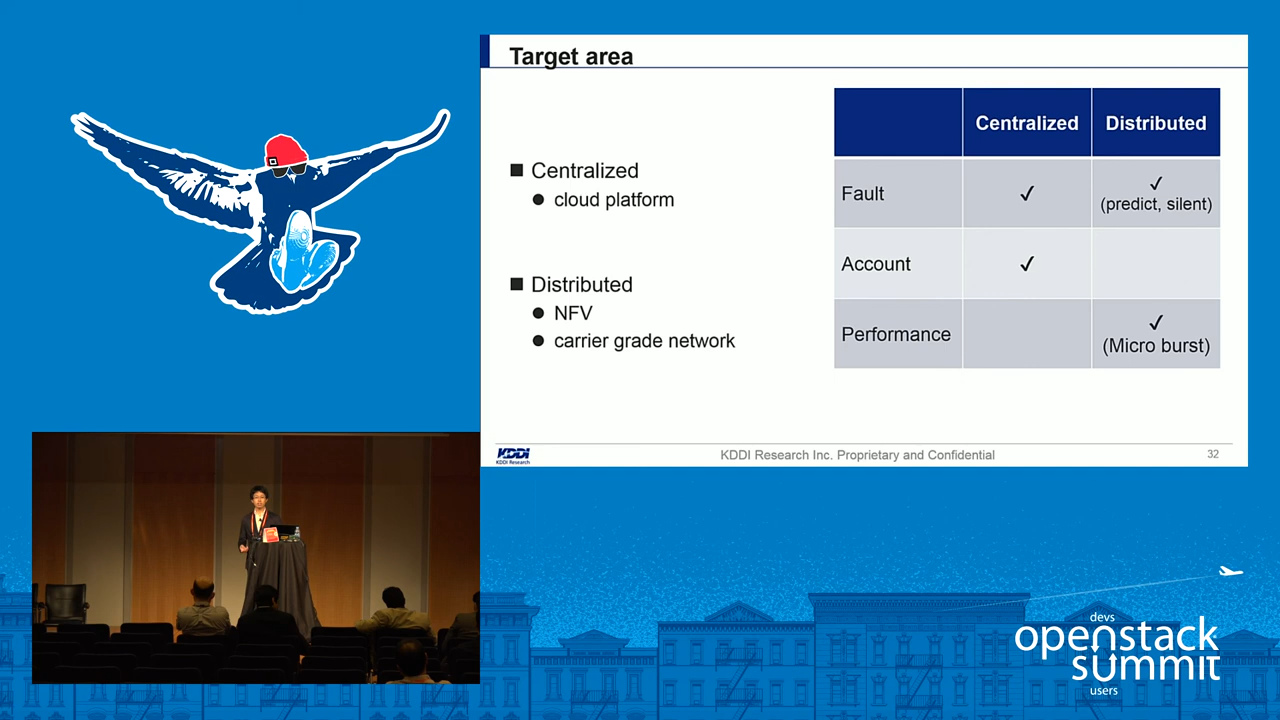 Target area
■ Centralized
● cloud platform
■ Distributed
● NFV
● carrier grade network
Centralized Distributed
Fault ✓ ✓
(predict, silent)
Account ✓
Performance ✓
(Micro burst)
KDDI
KDDI Research
KDDI Research Inc. Proprietary and Confidential
32
devs
openstack
summit
users